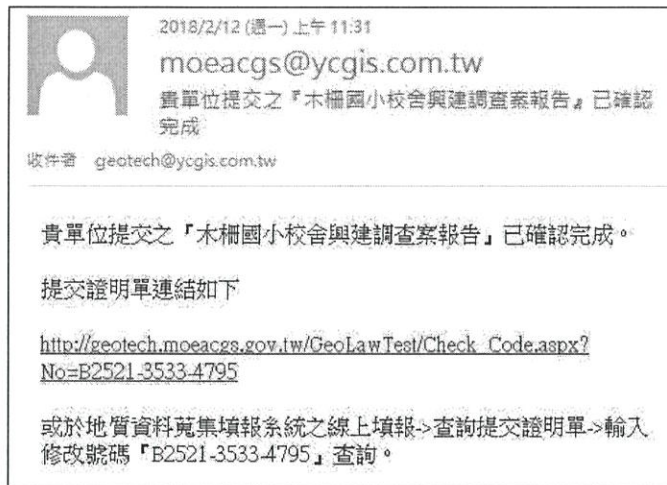 2018/2/12 (週一) 上午 11:31
moeacgs@ycgis.com.tw
貴單位提交之『木柵國小校舍興建調查案報告』已確認
完成
收件者 geotech@ycgis.com.tw
貴單位提交之『木柵國小校舍興建調查案報告』已確認完成。
提交證明單連結如下
http://geotech.moeacgs.gov.tw/GeoLawTest/Check_Code.aspx?
No=B2521-3533-4795
或於地質資料蒐集填報系統之線上填報->查詢提交證明單->輸入
修改號碼『B2521-3533-4795』查詢。